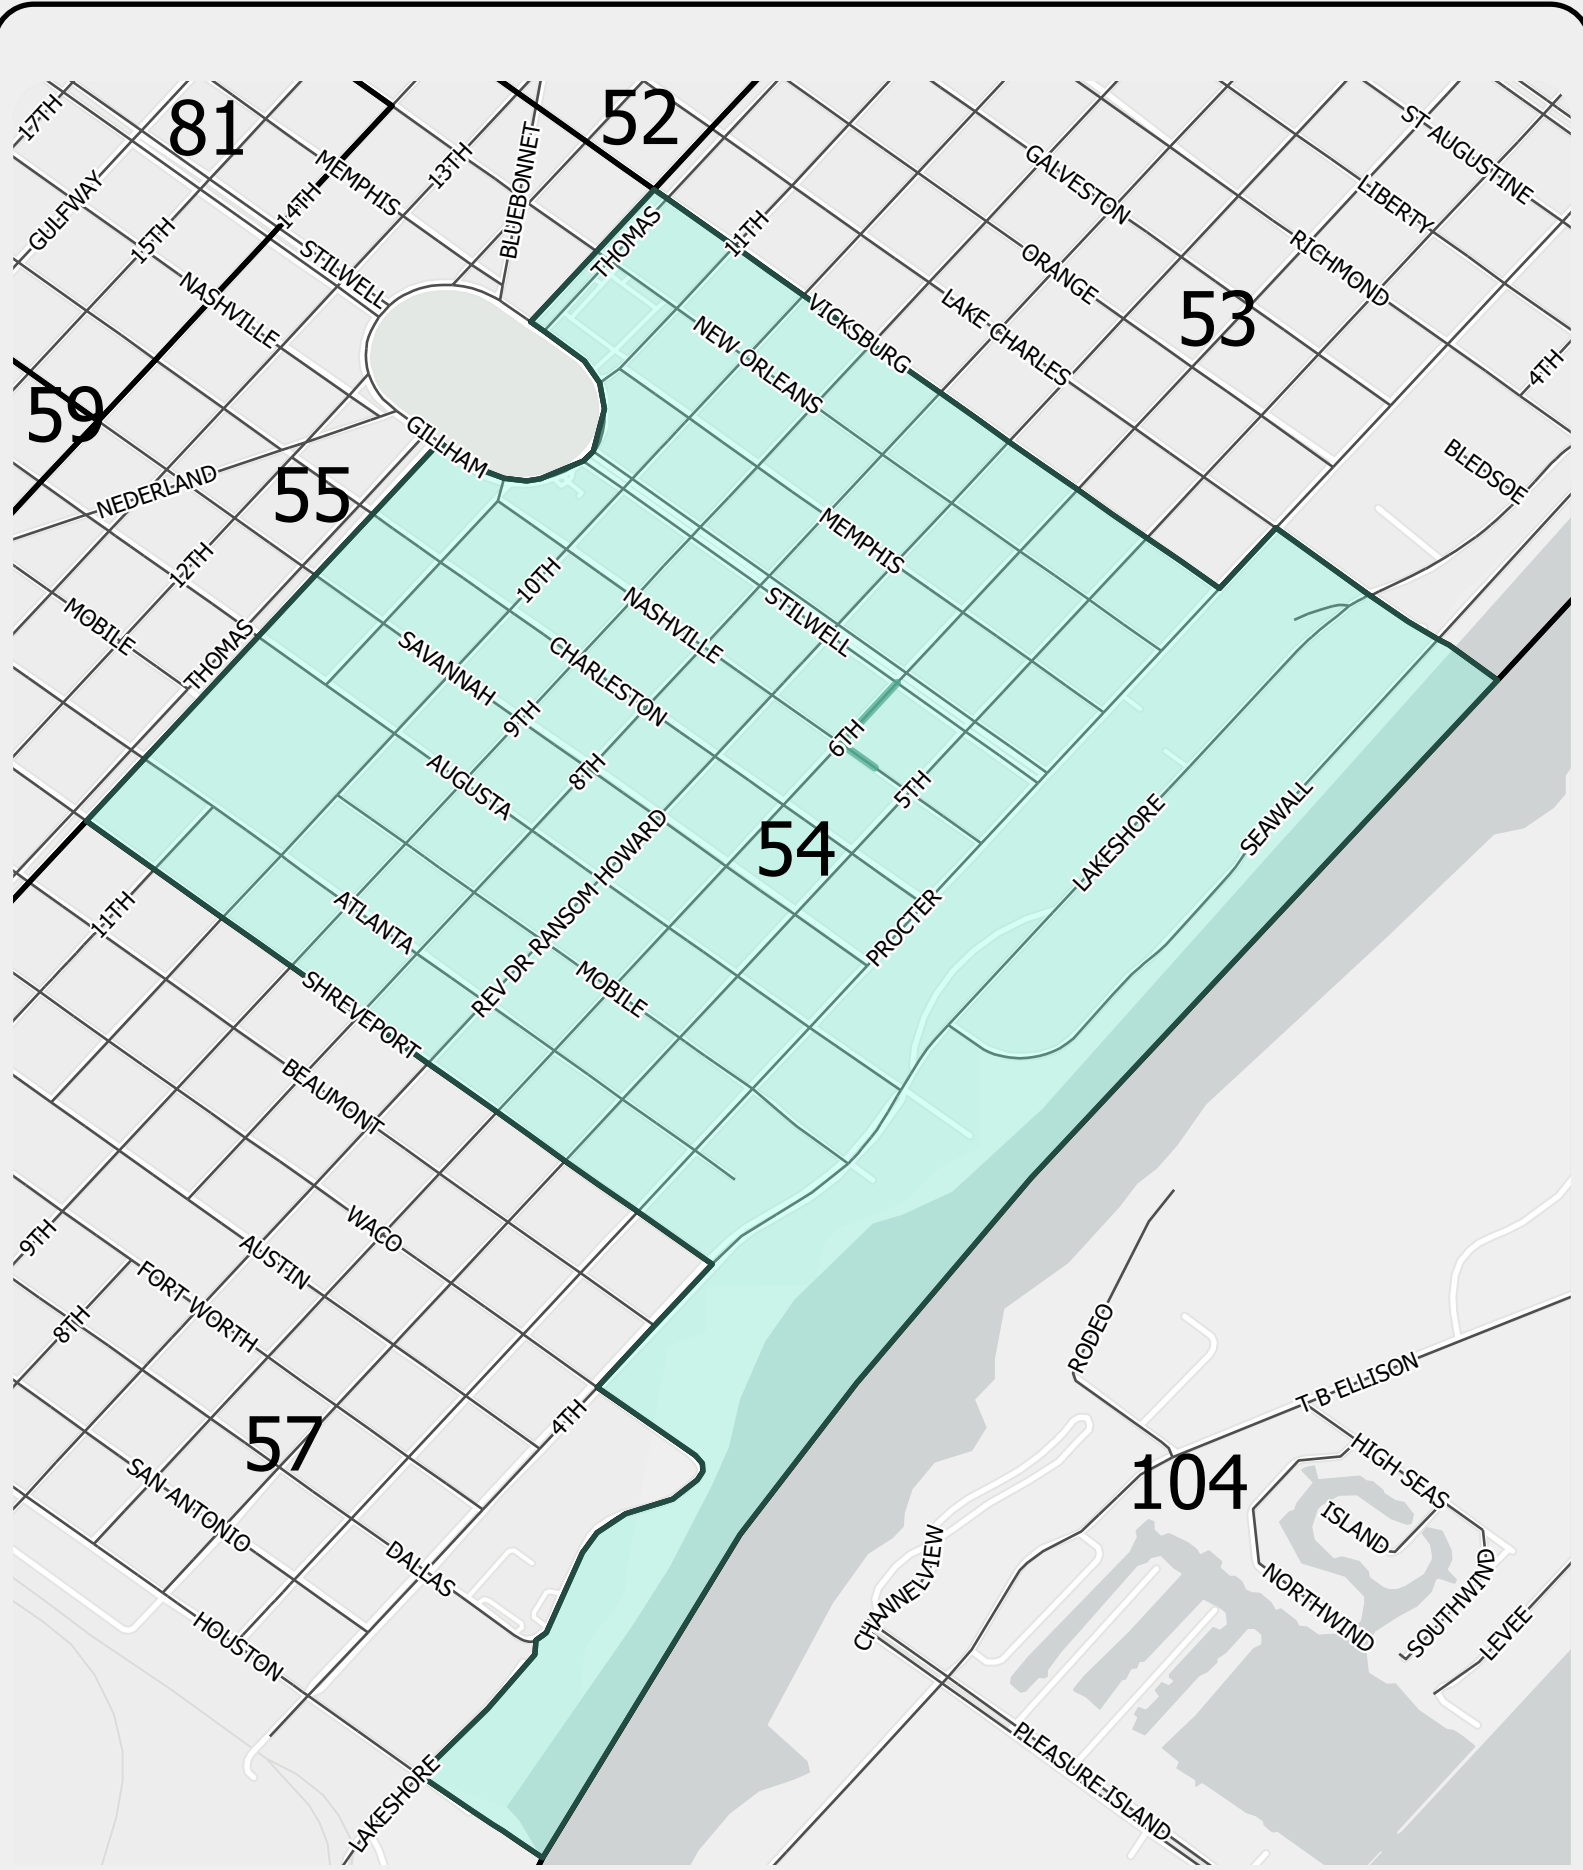 52
81
17TH
ST AUGUSTINE
MEMPHIS
13TH
BLUEBONNET
GALVESTON
LIBERTY
GULFWAY
14TH
15TH
THOMAS
11TH
STILWELL
ORANGE
RICHMOND
NASHVILLE
VICKSBURG
LAKE CHARLES
53
NEW ORLEANS
4TH
59
GILLHAM
BLEDSOE
NEDERLAND
55
MEMPHIS
12TH
10TH
MOBILE
NASHVILLE
STILWELL
THOMAS
SAVANNAH
CHARLESTON
9TH
6TH
8TH
AUGUSTA
5TH
54
LAKESHORE
SEAWALL
REV DR RANSOM HOWARD
11TH
ATLANTA
PROCTER
MOBILE
SHREVEPORT
BEAUMONT
9TH
WACO
AUSTIN
FORT WORTH
8TH
RODEO
T B ELLISON
4TH
57
HIGH SEAS
104
SAN ANTONIO
ISLAND
DALLAS
CHANNELVIEW
NORTHWIND
SOUTHWIND
LEVEE
HOUSTON
PLEASURE ISLAND
LAKESHORE